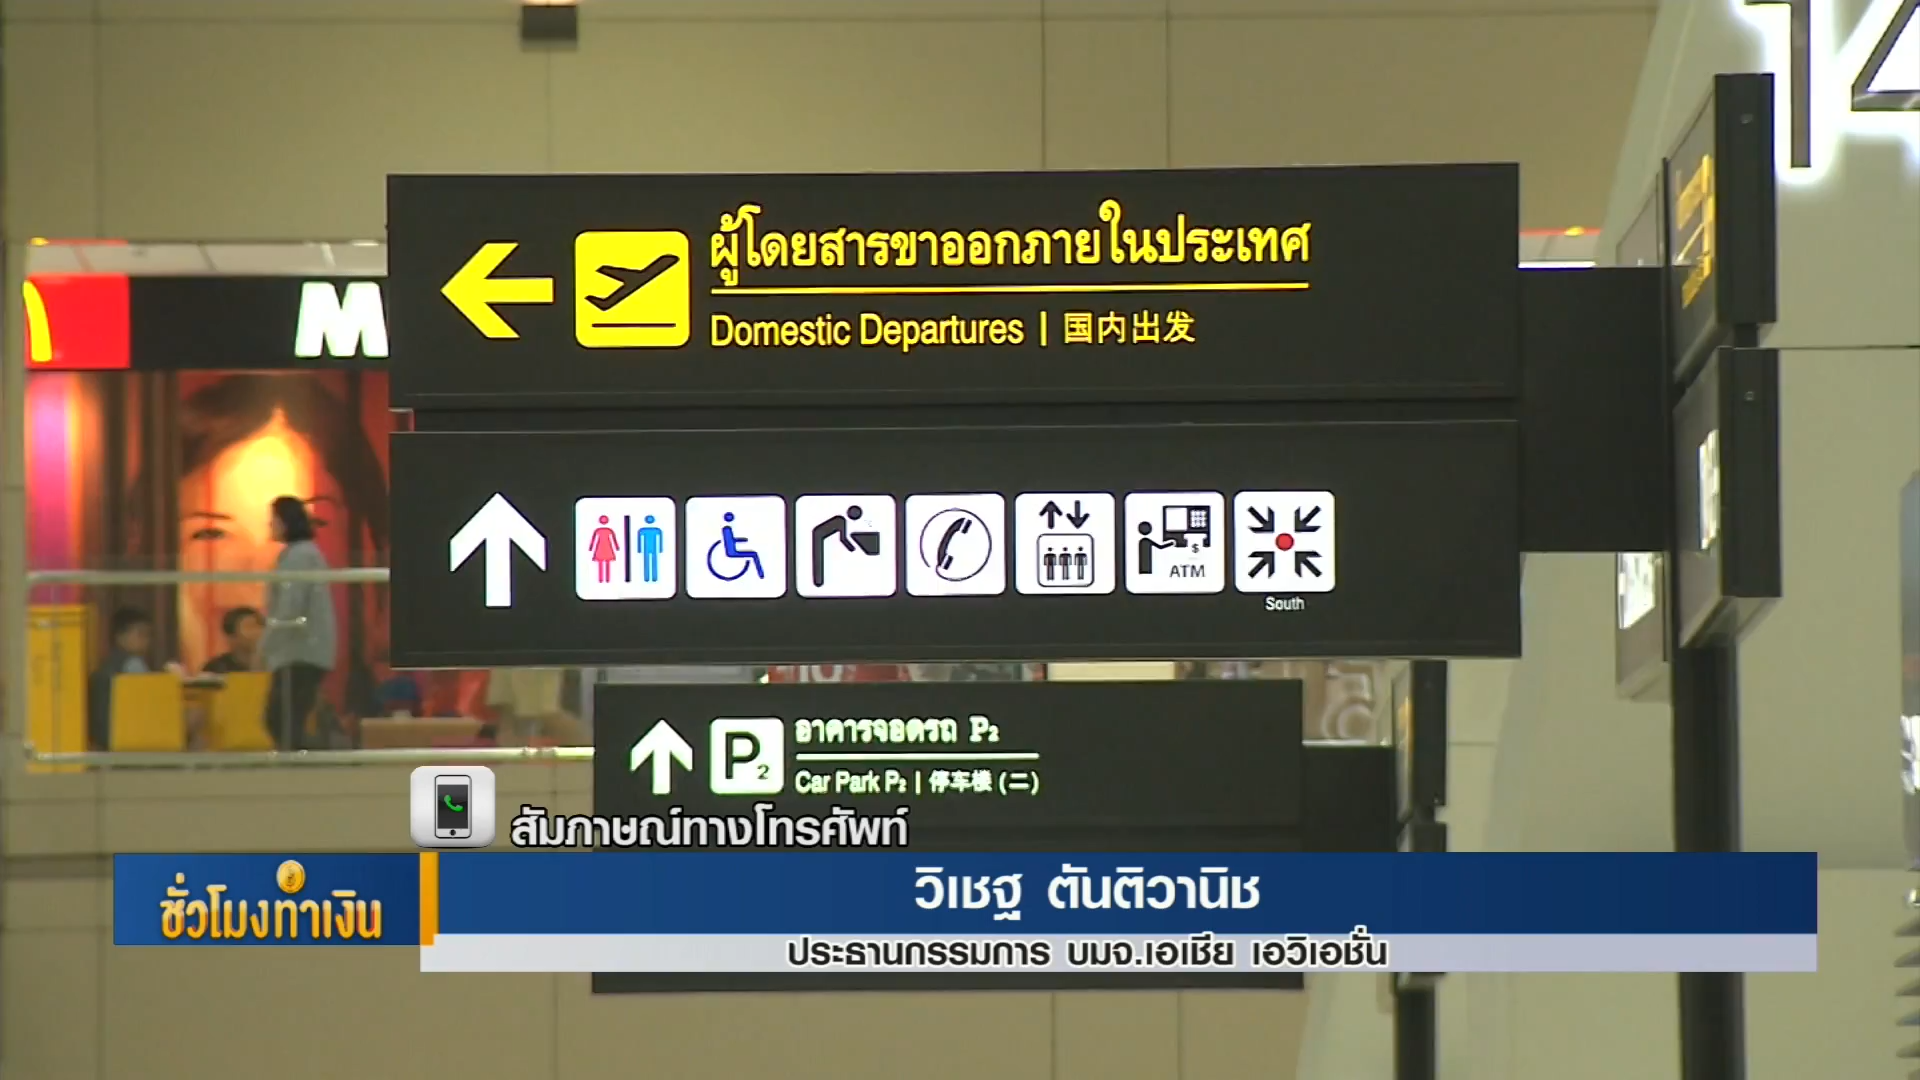 14
ผู้โดยสารขาออกภายในประเทศ
Domestic Departures | 国内出发
M
ATM
South
P2
อาคารจอดรถ P2
Car Park P2 | 停车楼 (二)
สัมภาษณ์ทางโทรศัพท์
ชั่วโมงทำเงิน
วิเชฐ ตันติวานิช
ประธานกรรมการ บมจ.เอเชีย เอวิเอชั่น